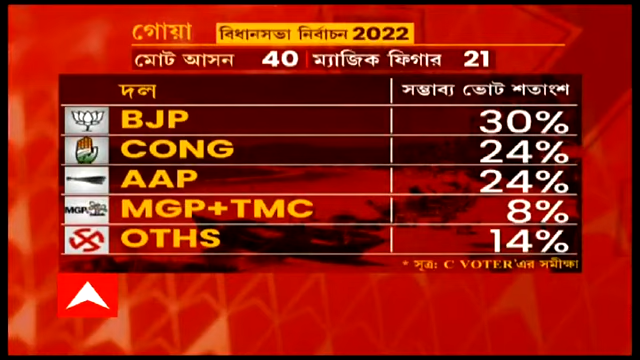 গোয়া বিধানসভা নির্বাচন 2022
মোট আসন 40 ম্যাজিক ফিগার 21
দল সম্ভাব্য ভোট শতাংশ
BJP 30%
CONG 24%
AAP 24%
MGP MGP+TMC 8%
OTHS 14%
* সূত্র: C VOTER'এর সমীক্ষা